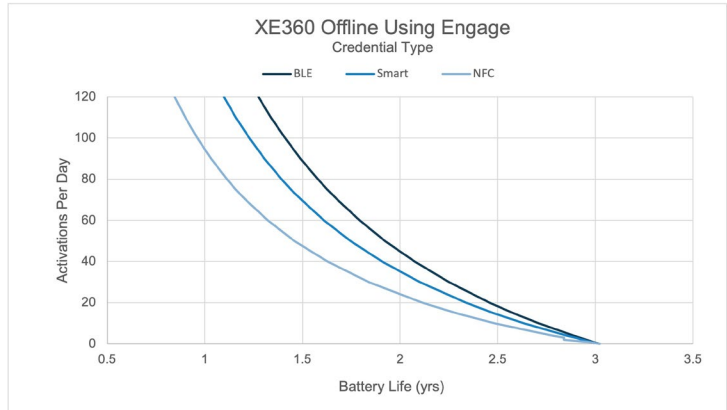 XE360 Offline Using Engage
Credential Type
BLE Smart NFC
Activations Per Day
120
100
80
60
40
20
0
0.5 1 1.5 2 2.5 3 3.5
Battery Life (yrs)